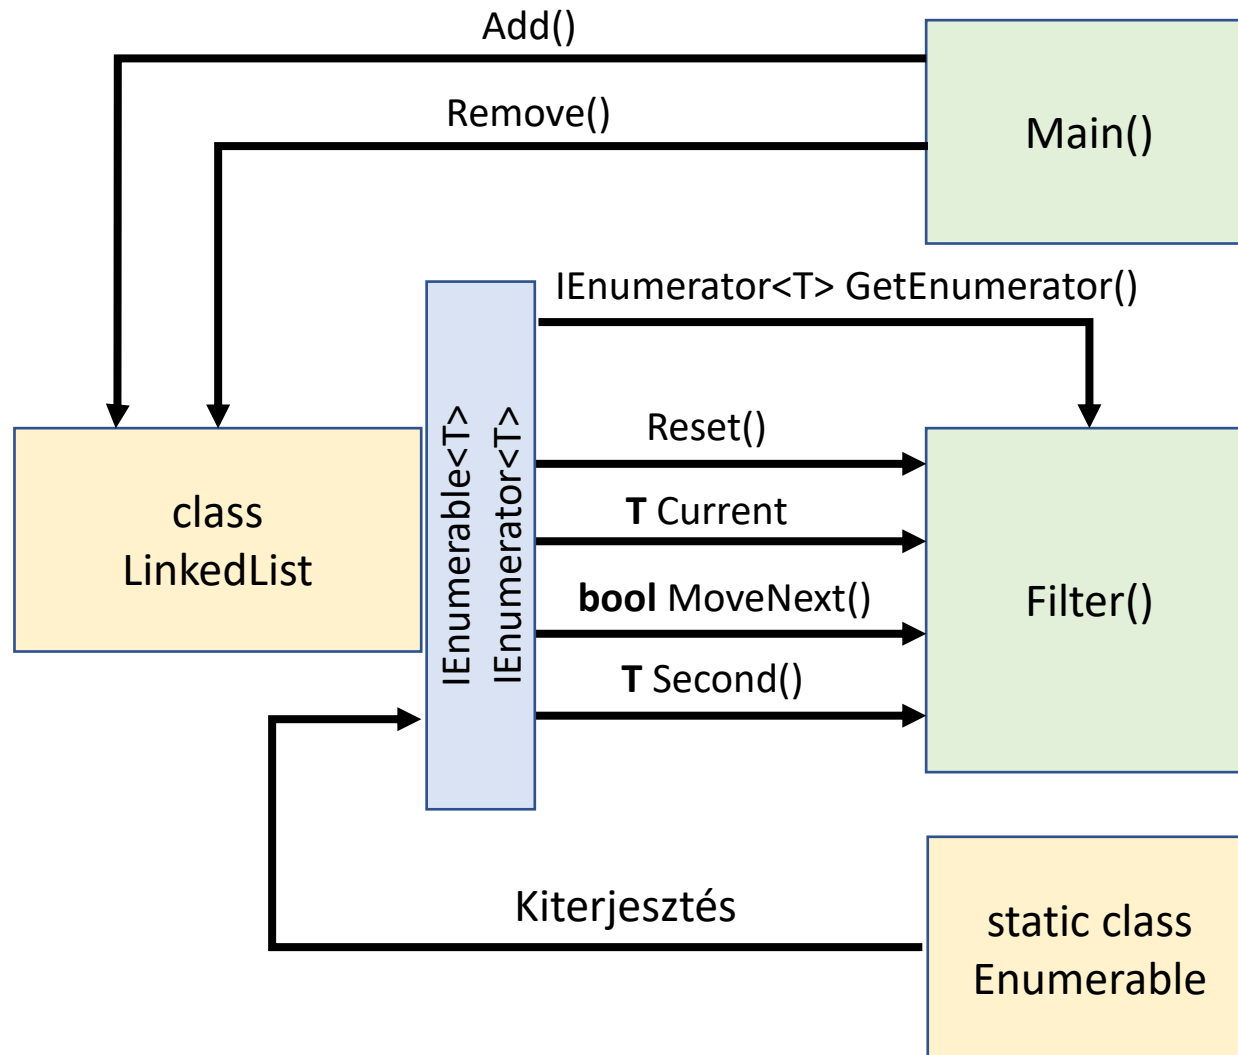 Add()
Remove()
Main()
IEnumerator<T> GetEnumerator()
IEnumerable<T>
IEnumerator<T>
Reset()
T Current
bool MoveNext()
T Second()
class
LinkedList
Filter()
Kiterjesztés
static class
Enumerable